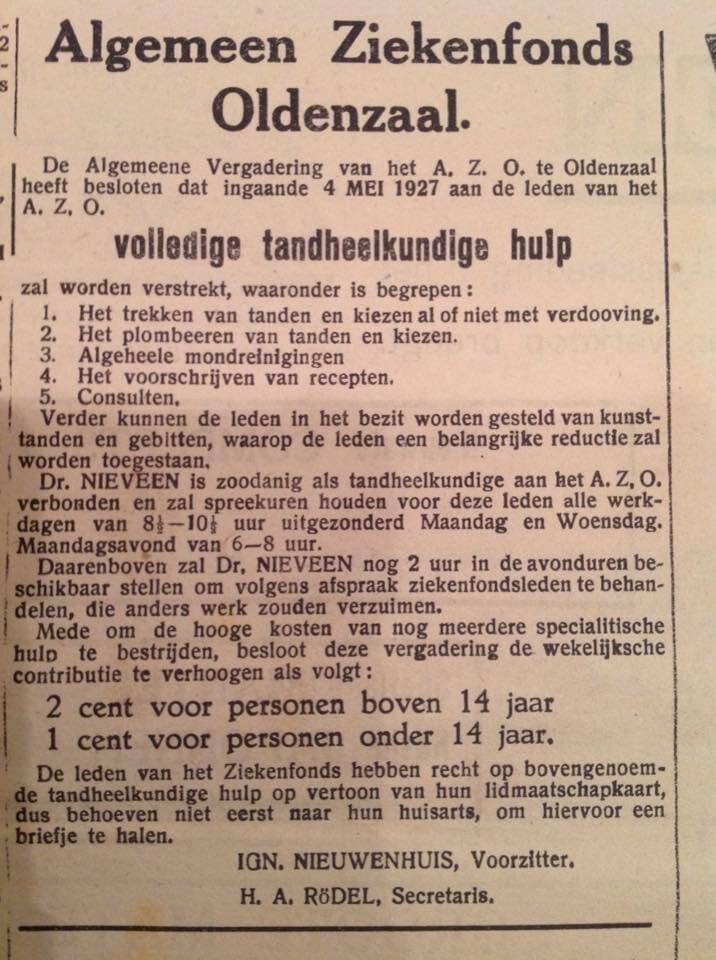 Algemeen Ziekenfonds
Oldenzaal.
De Algemeene Vergadering van het A. Z. O. te Oldenzaal
heeft besloten dat ingaande 4 MEI 1927 aan de leden van het
A. Z, O.
volledige tandheelkundige hulp
zal worden verstrekt, waaronder is begrepen:
1. Het trekken van tanden en kiezen al of niet met verdooving.
2. Het plombeeren van tanden en kiezen.
3. Algeheele mondreinigingen
4. Het voorschrijven van recepten.
5. Consulten.
Verder kunnen de leden in het bezit worden gesteld van kunst-
tanden en gebitten, waarop de leden een belangrijke reductie zal
worden toegestaan.
Dr. NIEVEEN is zoodanig als tandheelkundige aan het A. Z, O.
verbonden en zal spreekuren houden voor deze leden alle werk-
dagen van 8½—10½ uur uitgezonderd Maandag en Woensdag.
Maandagsavond van 6—8 uur.
Daarenboven zal Dr, NIEVEEN nog 2 uur in de avonduren be-
schikbaar stellen om volgens afspraak ziekenfondsleden te behan-
delen, die anders werk zouden verzuimen.
Mede om de hooge kosten van nog meerdere specialitische
hulp te bestrijden, besloot deze vergadering de wekelijksche
contributie te verhoogen als volgt:
2 cent voor personen boven 14 jaar
1 cent voor personen onder 14 jaar.
De leden van het Ziekenfonds hebben recht op bovengenoem-
de tandheelkundige hulp op vertoon van hun lidmaatschapkaart,
dus behoeven niet eerst naar hun huisarts, om hiervoor een
briefje te halen.
IGN. NIEUWENHUIS, Voorzitter.
H. A. RöDEL, Secretaris.